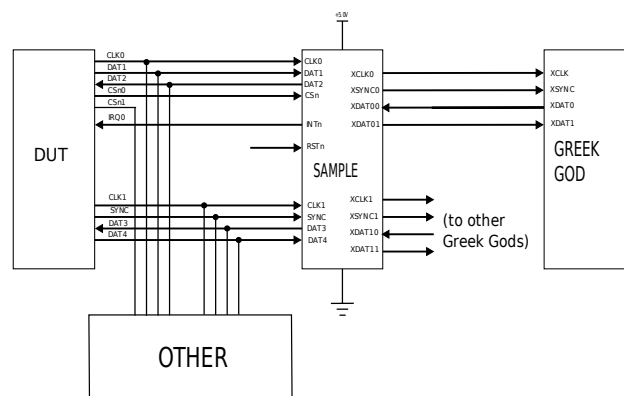 +5.0V
CLK0
DAT1
DAT2
CSn0
CSn1
IRQ0
DUT
CLK1
SYNC
DAT3
DAT4
CLK0
DAT1
DAT2
CSn
INTn
RSTn
SAMPLE
CLK1
SYNC
DAT3
DAT4
XCLK0
XSYNC0
XDAT00
XDAT01
XCLK1
XSYNC1
XDAT10
XDAT11
(to other
Greek Gods)
XCLK
XSYNC
XDAT0
XDAT1
GREEK
GOD
OTHER